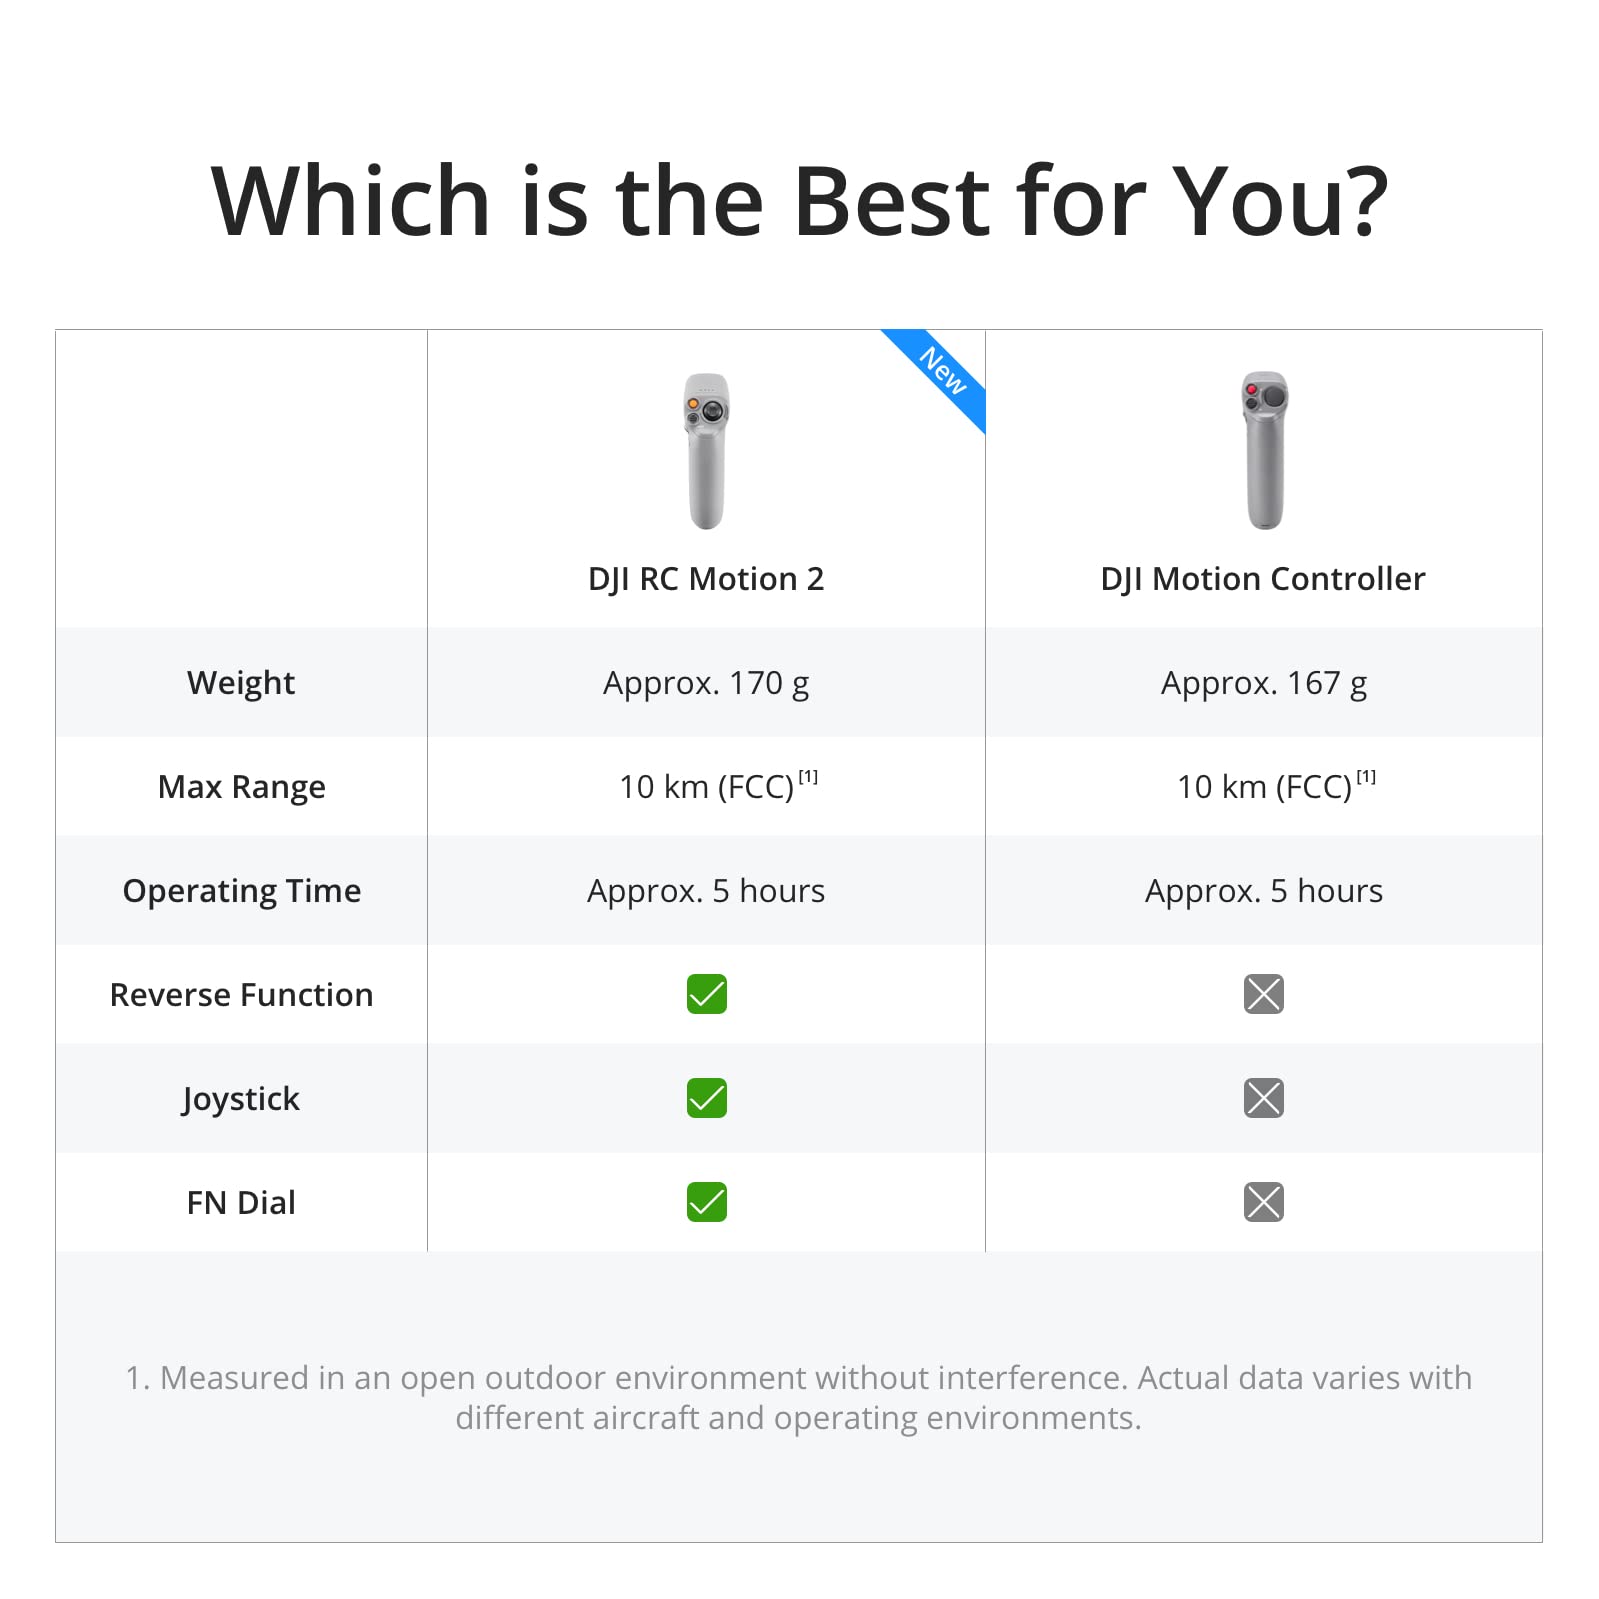 Which is the Best for You?
New
DJI RC Motion 2
DJI Motion Controller
Weight
Approx. 170 g
Approx. 167 g
Max Range
10 km (FCC) [1]
10 km (FCC) [1]
Operating Time
Approx. 5 hours
Approx. 5 hours
Reverse Function
Joystick
FN Dial
1. Measured in an open outdoor environment without interference. Actual data varies with
different aircraft and operating environments.